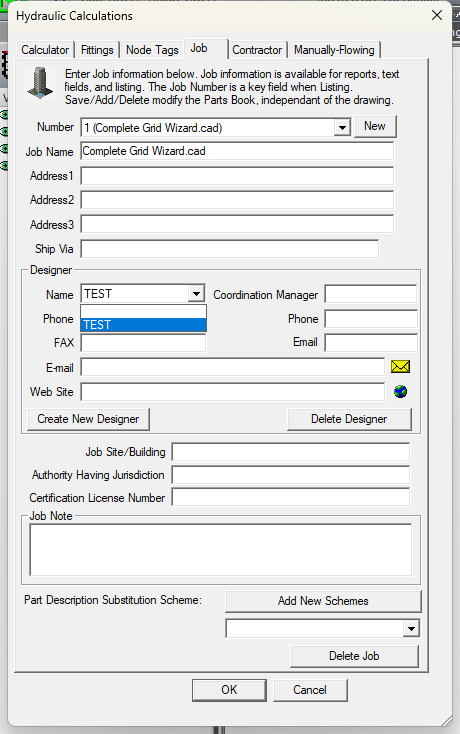 Hydraulic Calculations
Calculator Fittings Node Tags Job Contractor Manually-Flowing
Enter Job information below. Job information is available for reports, text
fields, and listing. The Job Number is a key field when Listing.
Save/Add/Delete modify the Parts Book, independant of the drawing.
Number 1 (Complete Grid Wizard.cad) New
Job Name Complete Grid Wizard.cad
Address1
Address2
Address3
Ship Via
Designer
Name TEST Coordination Manager
Phone TEST Phone
FAX Email
E-mail
Web Site
Create New Designer Delete Designer
Job Site/Building
Authority Having Jurisdiction
Certification License Number
Job Note
Part Description Substitution Scheme: Add New Schemes
Delete Job
OK Cancel